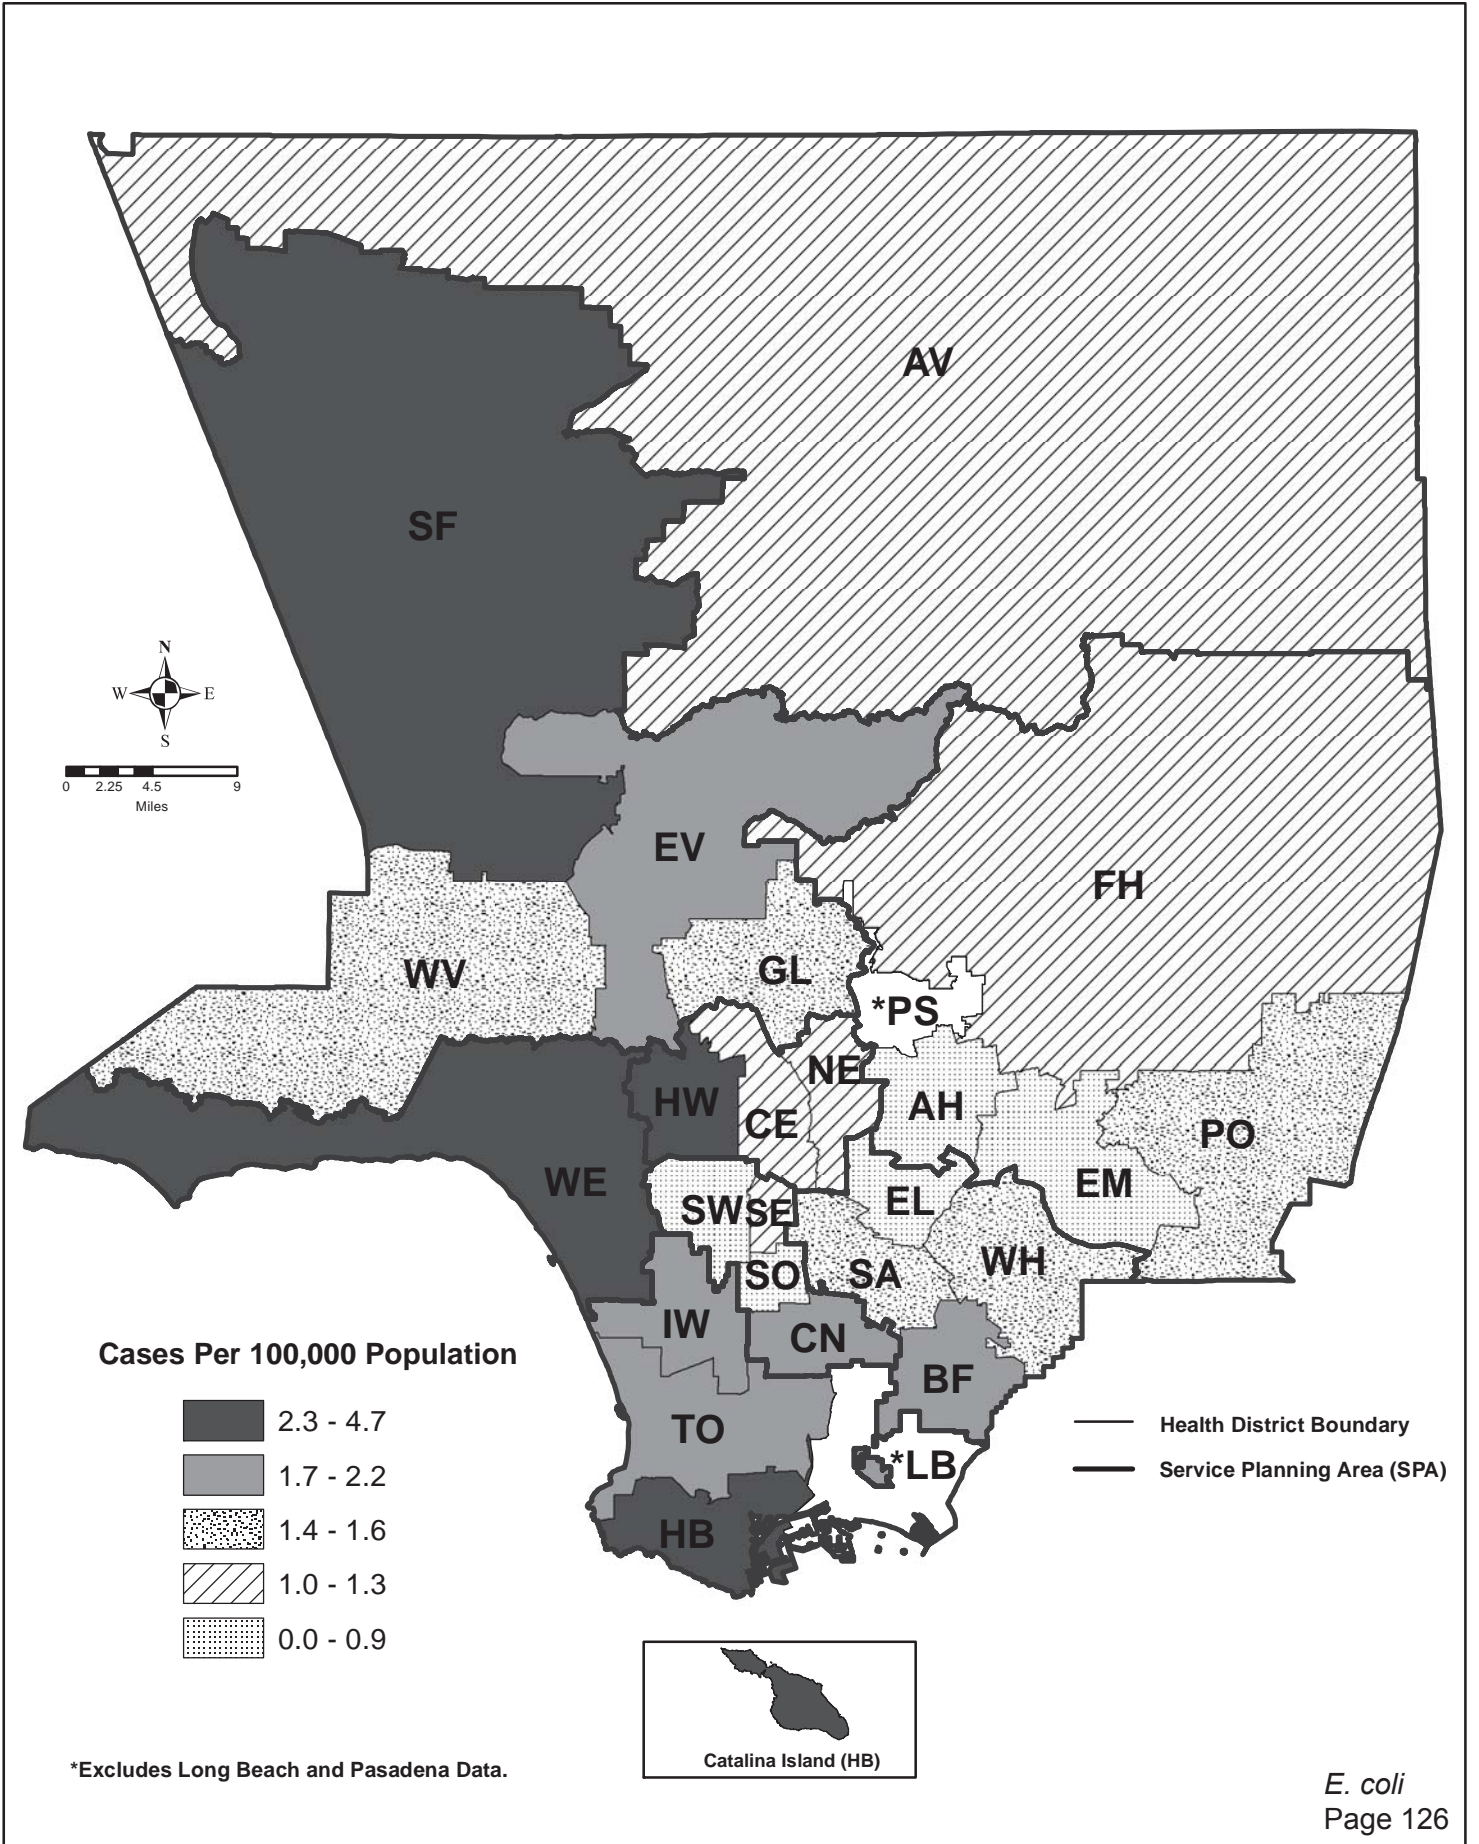 AV
SF
N
W E
S
0 2.25 4.5 9
Miles
EV
FH
WV
GL
*PS
NE
HW
AH
CE
PO
WE
EM
SW
SE
EL
WH
SO
SA
IW
CN
BF
TO
*LB
HB
Cases Per 100,000 Population
2.3 - 4.7
1.7 - 2.2
1.4 - 1.6
1.0 - 1.3
0.0 - 0.9
Health District Boundary
Service Planning Area (SPA)
Catalina Island (HB)
*Excludes Long Beach and Pasadena Data.
E. coli
Page 126